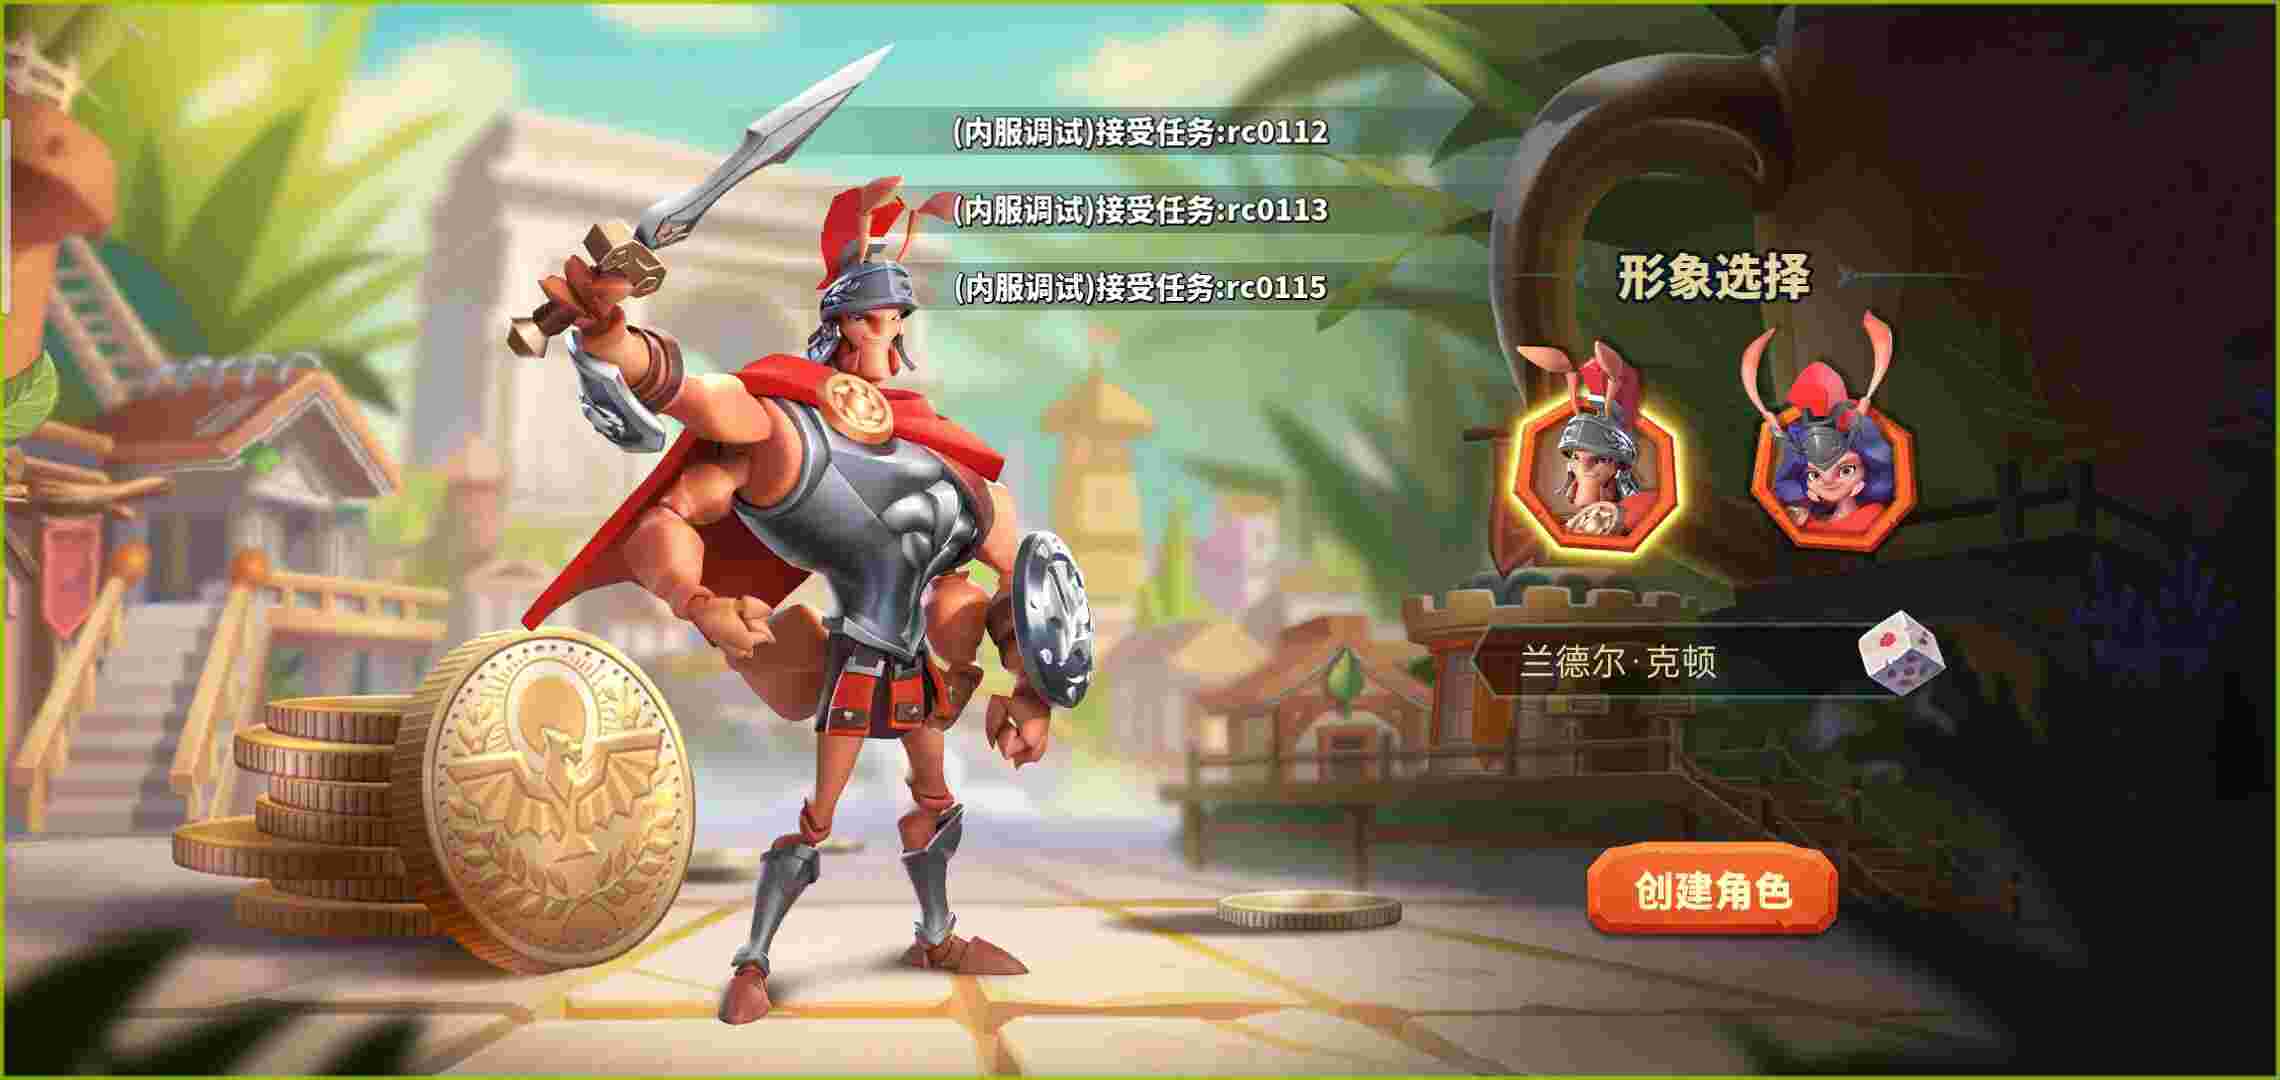 (内服调试)接受任务:rc0112
(内服调试)接受任务:rc0113
(内服调试)接受任务:rc0115
形象选择
兰德尔·克顿
创建角色